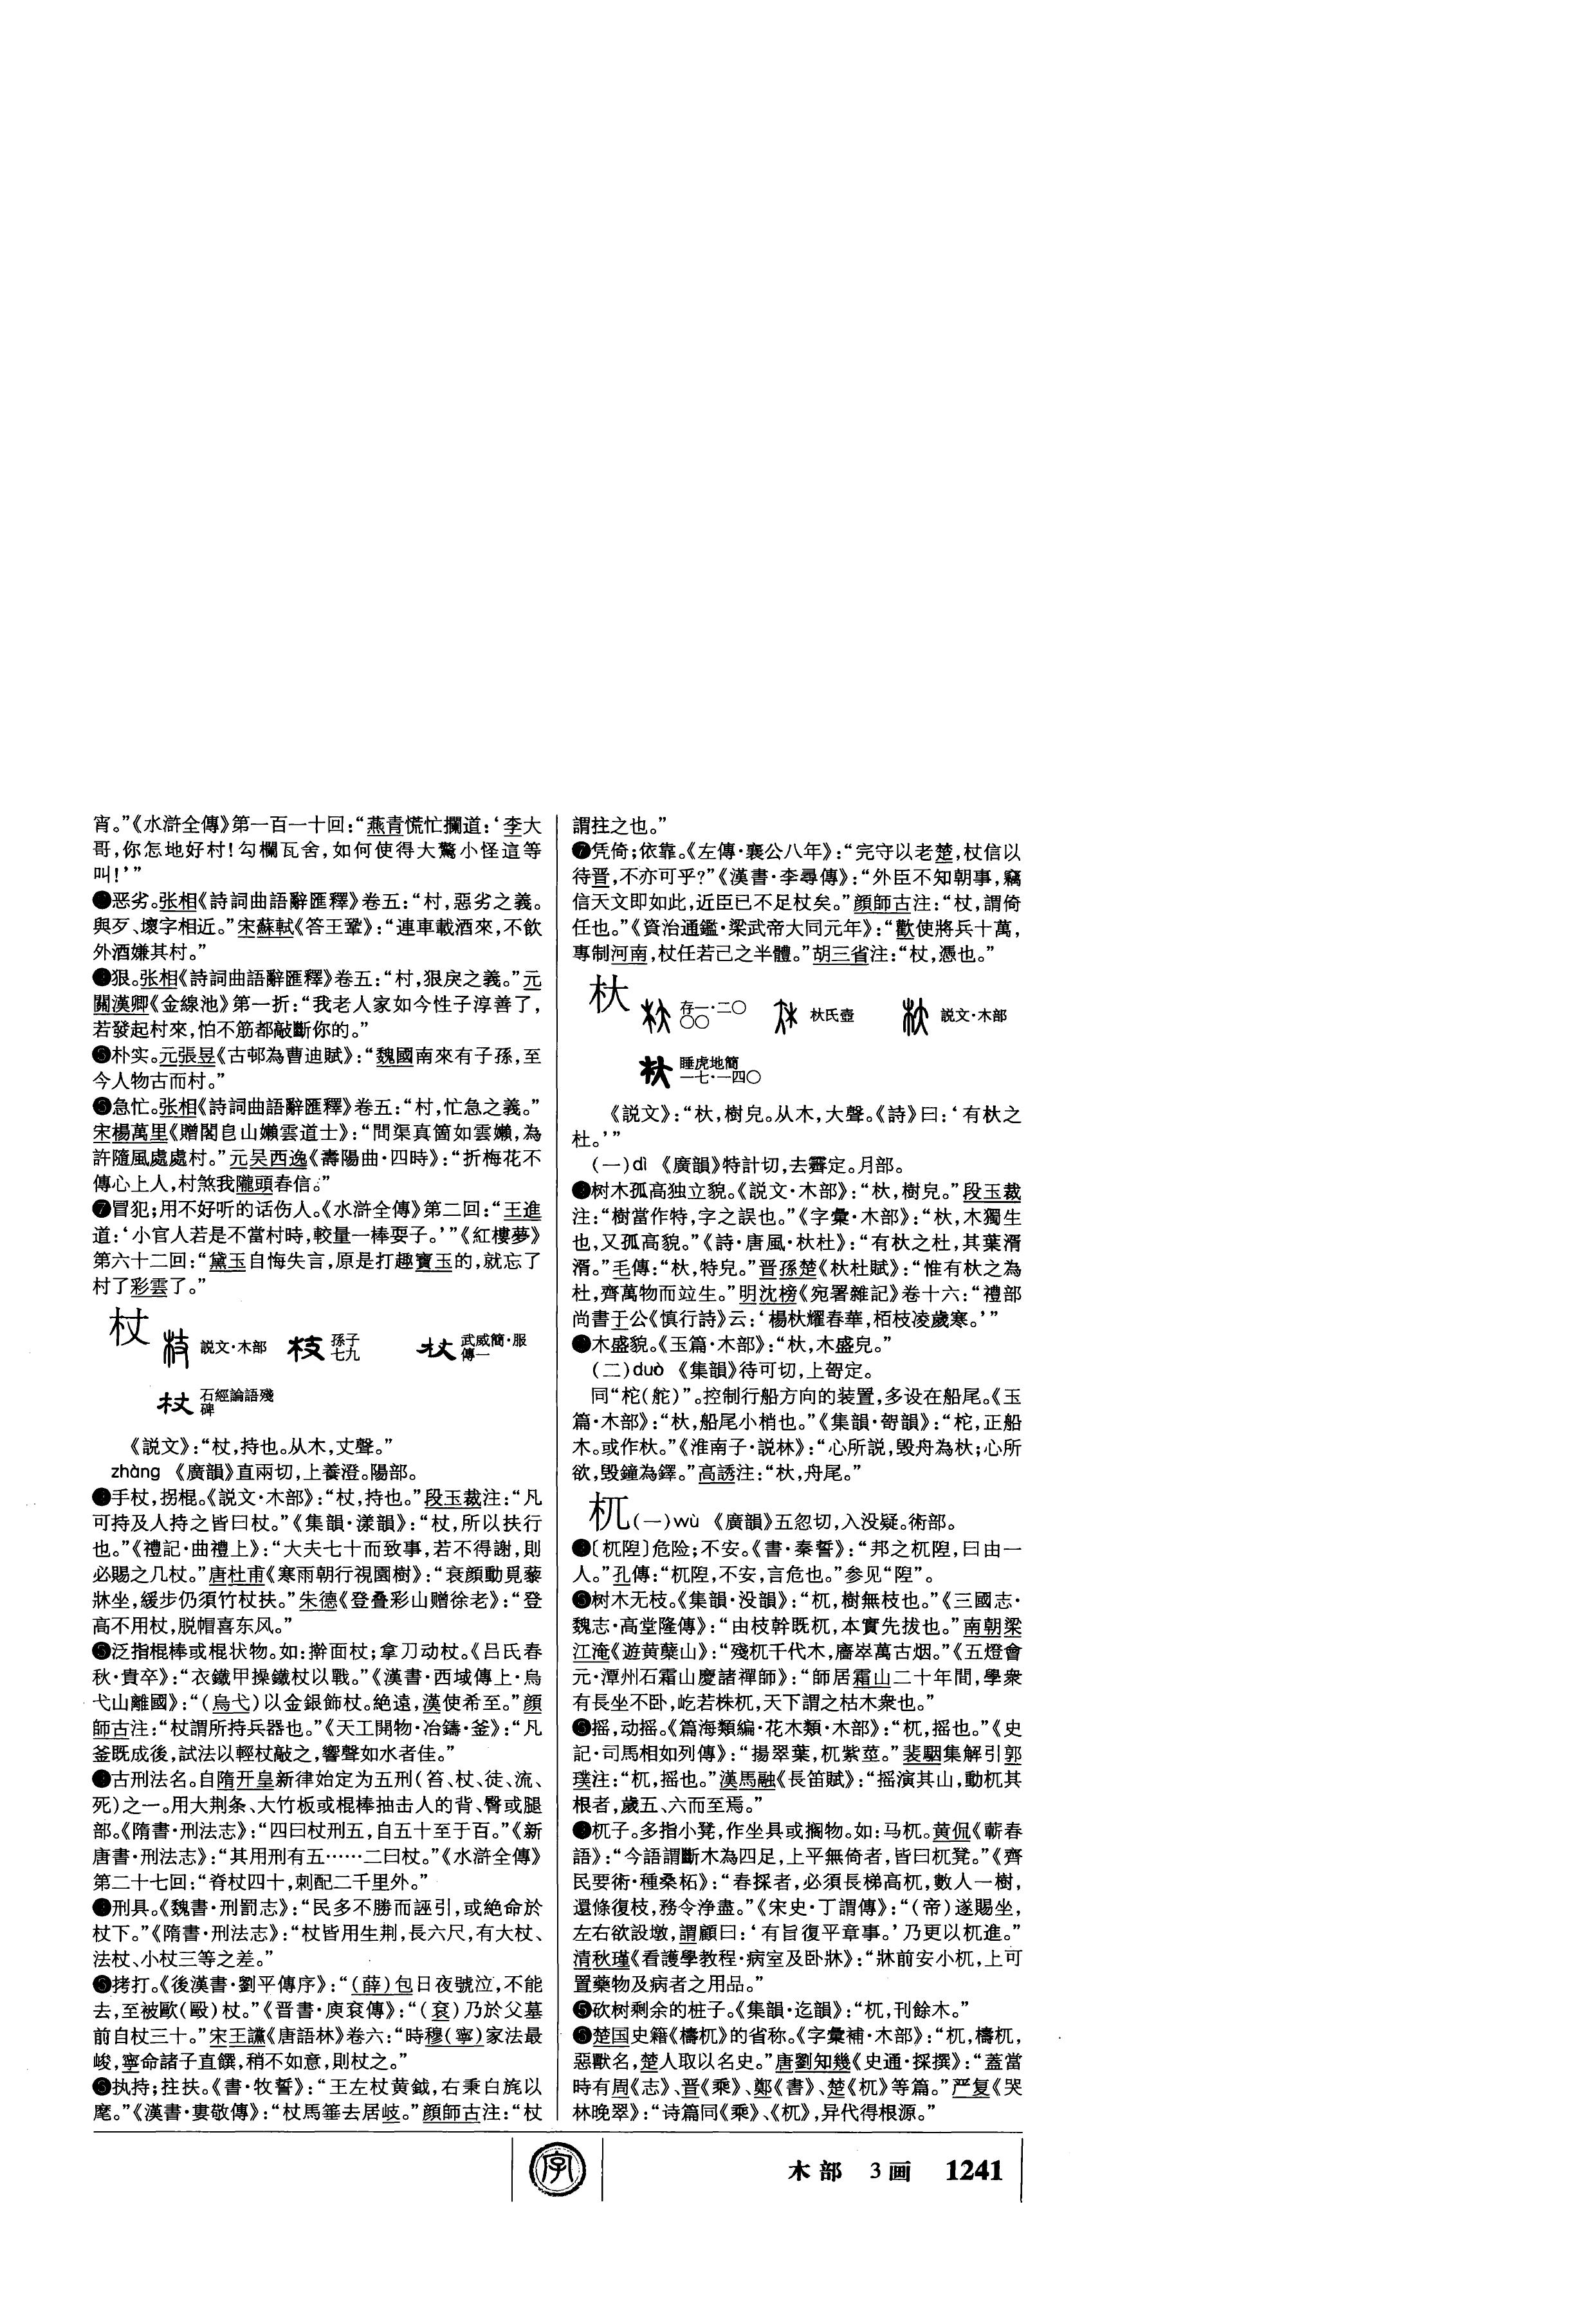 宵。”《水滸全傳》第一百一十回：“燕青慌忙攔道：‘李大
哥，你怎地好村！勾欄瓦舍，如何使得大驚小怪這等
叫！’”
恶劣。张相《詩詞曲語辭匯釋》卷五：“村，惡劣之義。
與歹、壞字相近。”宋蘇軾《答王鞏》：“連車載酒來，不飲
外酒嫌其村。”
狠。张相《詩詞曲語辭匯釋》卷五：“村，狠戾之義。”元
關漢卿《金線池》第一折：“我老人家如今性子淳善了，
若發起村來，怕不筋都敲斷你的。”
❺朴实。元張昱《古邨為曹迪賦》：“魏國南來有子孫，至
今人物古而村。”
急忙。张相《詩詞曲語辭匯釋》卷五：“村，忙急之義。”
宋楊萬里《贈閤皂山嬾雲道士》：“問渠真箇如雲嬾，為
許隨風處處村。”元吴西逸《壽陽曲·四時》：“折梅花不
傳心上人，村煞我隴頭春信。”
❼冒犯；用不好听的话伤人。《水滸全傳》第二回：“王進
道：‘小官人若是不當村時，較量一棒耍子。’”《紅樓夢》
第六十二回：“黛玉自悔失言，原是打趣寶玉的，就忘了
村了彩雲了。”
杖 説文·木部 孫子七九 武威簡·服傳一
石經論語殘碑
《説文》：“杖，持也。从木，丈聲。”
zhàng 《廣韻》直兩切，上養澄。陽部。
手杖，拐棍。《説文·木部》：“杖，持也。”段玉裁注：“凡
可持及人持之皆曰杖。”《集韻·漾韻》：“杖，所以扶行
也。”《禮記·曲禮上》：“大夫七十而致事，若不得謝，則
必賜之几杖。”唐杜甫《寒雨朝行視園樹》：“衰顔動覓藜
牀坐，緩步仍須竹杖扶。”朱德《登叠彩山赠徐老》：“登
高不用杖，脱帽喜东风。”
泛指棍棒或棍状物。如：擀面杖；拿刀动杖。《吕氏春
秋·貴卒》：“衣鐵甲操鐵杖以戰。”《漢書·西域傳上·烏
弋山離國》：“（烏弋）以金銀飾杖。絶遠，漢使希至。”顔
師古注：“杖謂所持兵器也。”《天工開物·冶鑄·釜》：“凡
釜既成後，試法以輕杖敲之，響聲如水者佳。”
古刑法名。自隋开皇新律始定为五刑（笞、杖、徒、流、
死）之一。用大荆条、大竹板或棍棒抽击人的背、臀或腿
部。《隋書·刑法志》：“四曰杖刑五，自五十至于百。”《新
唐書·刑法志》：“其用刑有五……二曰杖。”《水滸全傳》
第二十七回：“脊杖四十，刺配二千里外。”
刑具。《魏書·刑罰志》：“民多不勝而誣引，或絶命於
杖下。”《隋書·刑法志》：“杖皆用生荆，長六尺，有大杖、
法杖、小杖三等之差。”
❺拷打。《後漢書·劉平傳序》：“（薛）包日夜號泣，不能
去，至被歐（毆）杖。”《晋書·庾衮傳》：“（衮）乃於父墓
前自杖三十。”宋王讜《唐語林》卷六：“時穆（寧）家法最
峻，寧命諸子直饌，稍不如意，則杖之。”
执持；拄扶。《書·牧誓》：“王左杖黄鉞，右秉白旄以
麾。”《漢書·婁敬傳》：“杖馬箠去居岐。”顔師古注：“杖
謂拄之也。”
❼凭倚；依靠。《左傳·襄公八年》：“完守以老楚，杖信以
待晋，不亦可乎？”《漢書·李尋傳》：“外臣不知朝事，竊
信天文即如此，近臣已不足杖矣。”顔師古注：“杖，謂倚
任也。”《資治通鑑·梁武帝大同元年》：“歡使將兵十萬，
專制河南，杖任若己之半體。”胡三省注：“杖，憑也。”
杕 存一·二〇〇〇 杕氏壺 説文·木部
睡虎地簡一七·一四〇
《説文》：“杕，樹皃。从木，大聲。《詩》曰：‘有杕之
杜。’”
（一）dì 《廣韻》特計切，去霽定。月部。
树木孤高独立貌。《説文·木部》：“杕，樹皃。”段玉裁
注：“樹當作特，字之誤也。”《字彙·木部》：“杕，木獨生
也，又孤高貌。”《詩·唐風·杕杜》：“有杕之杜，其葉湑
湑。”毛傳：“杕，特皃。”晋孫楚《杕杜賦》：“惟有杕之為
杜，齊萬物而竝生。”明沈榜《宛署雜記》卷十六：“禮部
尚書于公《慎行詩》云：‘楊杕耀春華，栢枝凌歲寒。’”
木盛貌。《玉篇·木部》：“杕，木盛皃。”
（二）duò 《集韻》待可切，上哿定。
同“柁（舵）”。控制行船方向的装置，多设在船尾。《玉
篇·木部》：“杕，船尾小梢也。”《集韻·哿韻》：“柁，正船
木。或作杕。”《淮南子·説林》：“心所説，毁舟為杕；心所
欲，毁鐘為鐸。”高誘注：“杕，舟尾。”
杌（一）wù 《廣韻》五忽切，入没疑。術部。
〔杌隉〕危险；不安。《書·秦誓》：“邦之杌隉，曰由一
人。”孔傳：“杌隉，不安，言危也。”参见“隉”。
树木无枝。《集韻·没韻》：“杌，樹無枝也。”《三國志·
魏志·高堂隆傳》：“由枝幹既杌，本實先拔也。”南朝梁
江淹《遊黄蘗山》：“殘杌千代木，廧崒萬古烟。”《五燈會
元·潭州石霜山慶諸禪師》：“師居霜山二十年間，學衆
有長坐不卧，屹若株杌，天下謂之枯木衆也。”
摇，动摇。《篇海類編·花木類·木部》：“杌，摇也。”《史
記·司馬相如列傳》：“揚翠葉，杌紫莖。”裴駰集解引郭
璞注：“杌，摇也。”漢馬融《長笛賦》：“摇演其山，動杌其
根者，歲五、六而至焉。”
杌子。多指小凳，作坐具或搁物。如：马杌。黄侃《蘄春
語》：“今語謂斷木為四足，上平無倚者，皆曰杌凳。”《齊
民要術·種桑柘》：“春採者，必須長梯高杌，數人一樹，
還條復枝，務令浄盡。”《宋史·丁謂傳》：“（帝）遂賜坐，
左右欲設墩，謂顧曰：‘有旨復平章事。’乃更以杌進。”
清秋瑾《看護學教程·病室及卧牀》：“牀前安小杌，上可
置藥物及病者之用品。”
❺砍树剩余的桩子。《集韻·迄韻》：“杌，刊餘木。”
楚国史籍《檮杌》的省称。《字彙補·木部》：“杌，檮杌，
惡獸名，楚人取以名史。”唐劉知幾《史通·採撰》：“蓋當
時有周《志》、晋《乘》、鄭《書》、楚《杌》等篇。”严复《哭
林晚翠》：“诗篇同《乘》、《杌》，异代得根源。”
字
木部 3画 1241